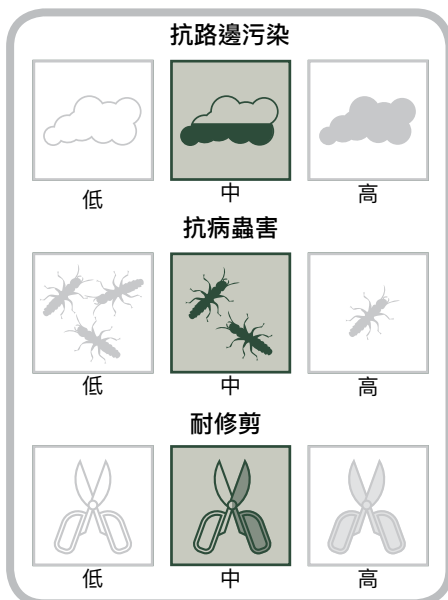 抗路邊污染
低 中 高
抗病蟲害
低 中 高
耐修剪
低 中 高